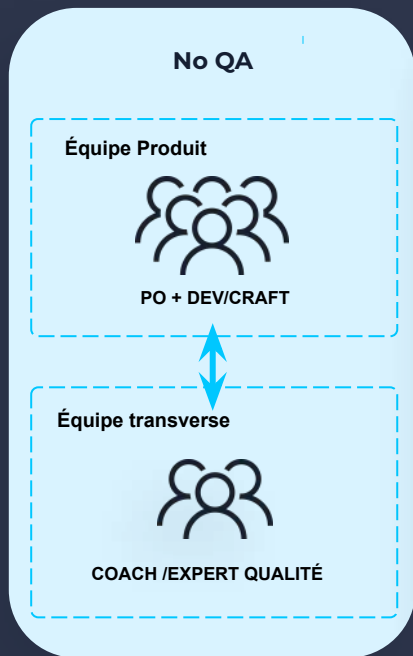 No QA
Équipe Produit
PO + DEV/CRAFT
Équipe transverse
COACH /EXPERT QUALITÉ